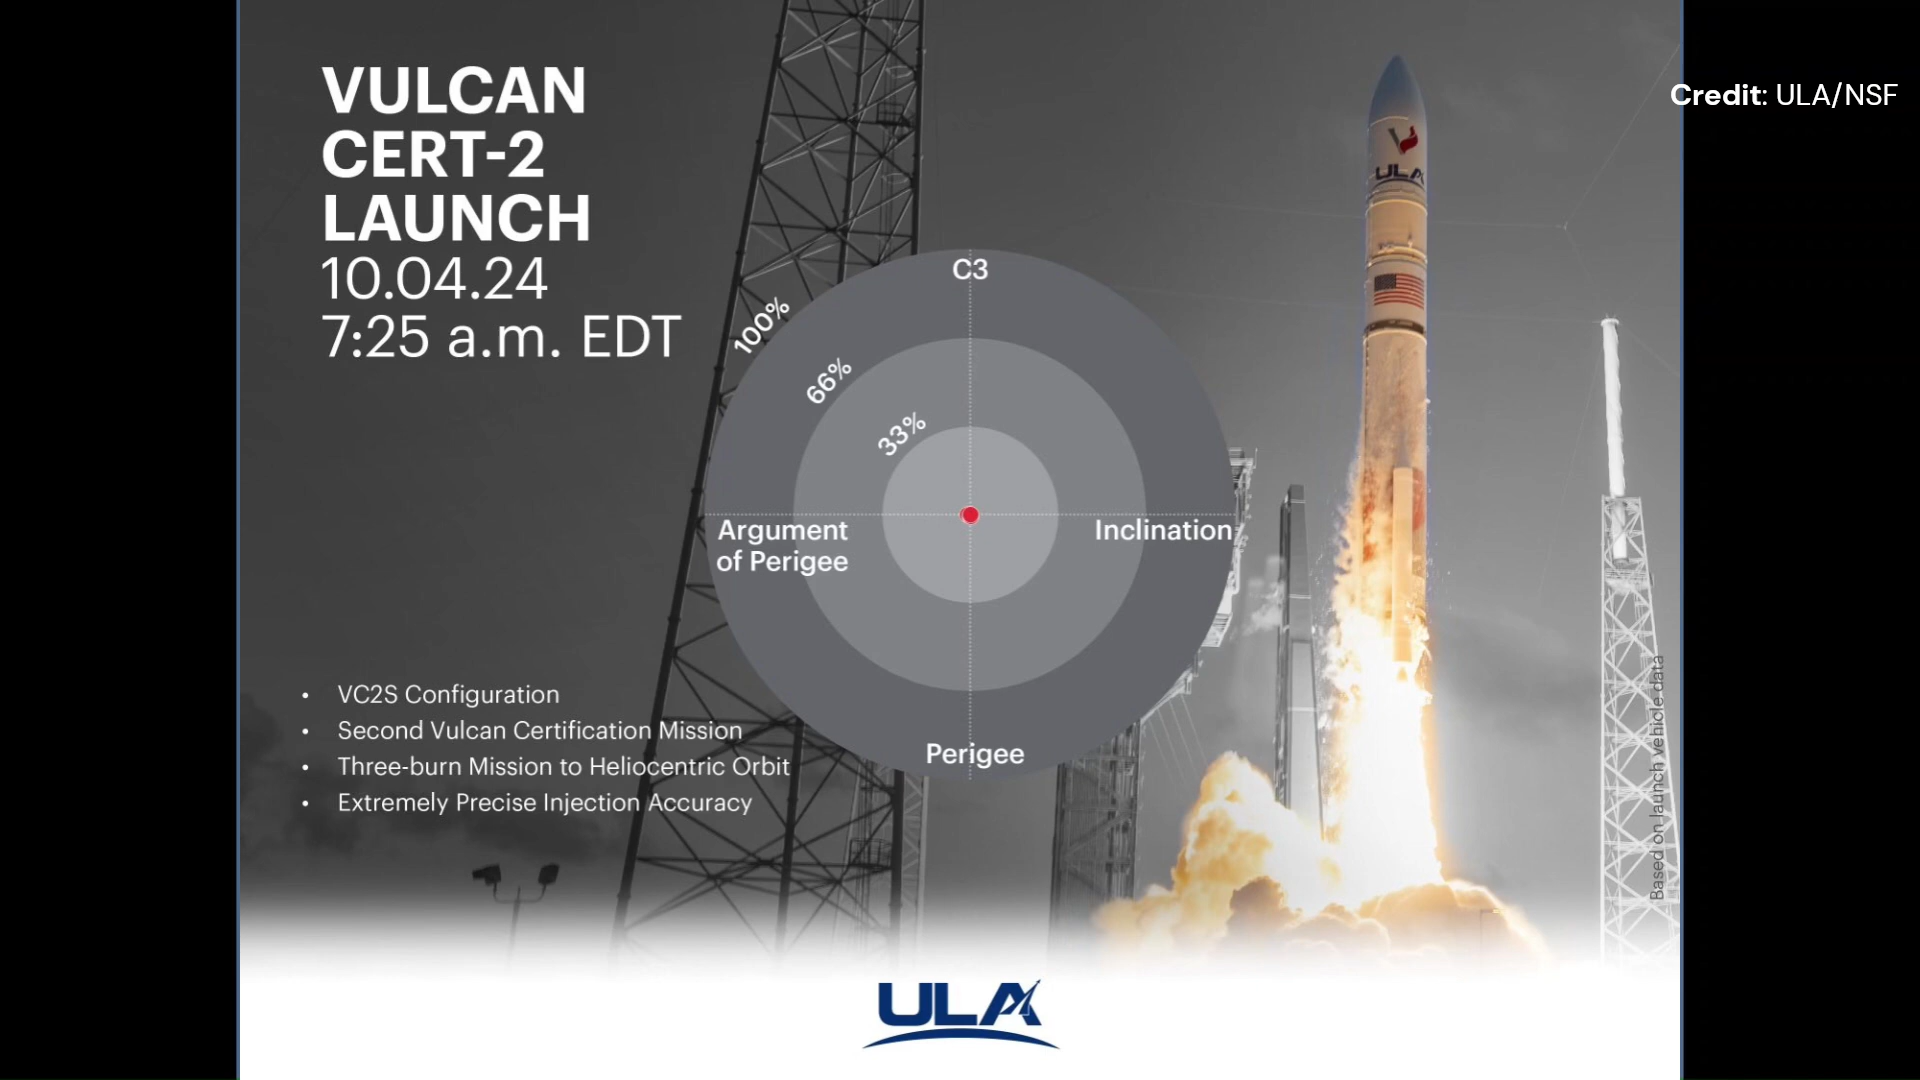 VULCAN
CERT-2
LAUNCH
10.04.24
7:25 a.m. EDT
Credit: ULA/NSF
ULA
C3
100%
66%
33%
Argument
of Perigee
Inclination
Perigee
• VC2S Configuration
• Second Vulcan Certification Mission
• Three-burn Mission to Heliocentric Orbit
• Extremely Precise Injection Accuracy
Based on launch vehicle data
ULA